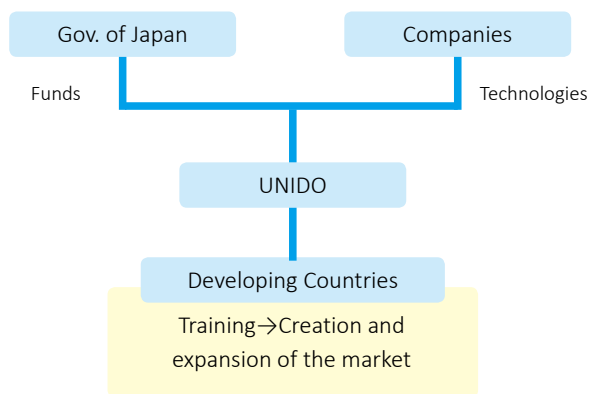 Gov. of Japan
Companies
Funds
Technologies
UNIDO
Developing Countries
Training→Creation and
expansion of the market